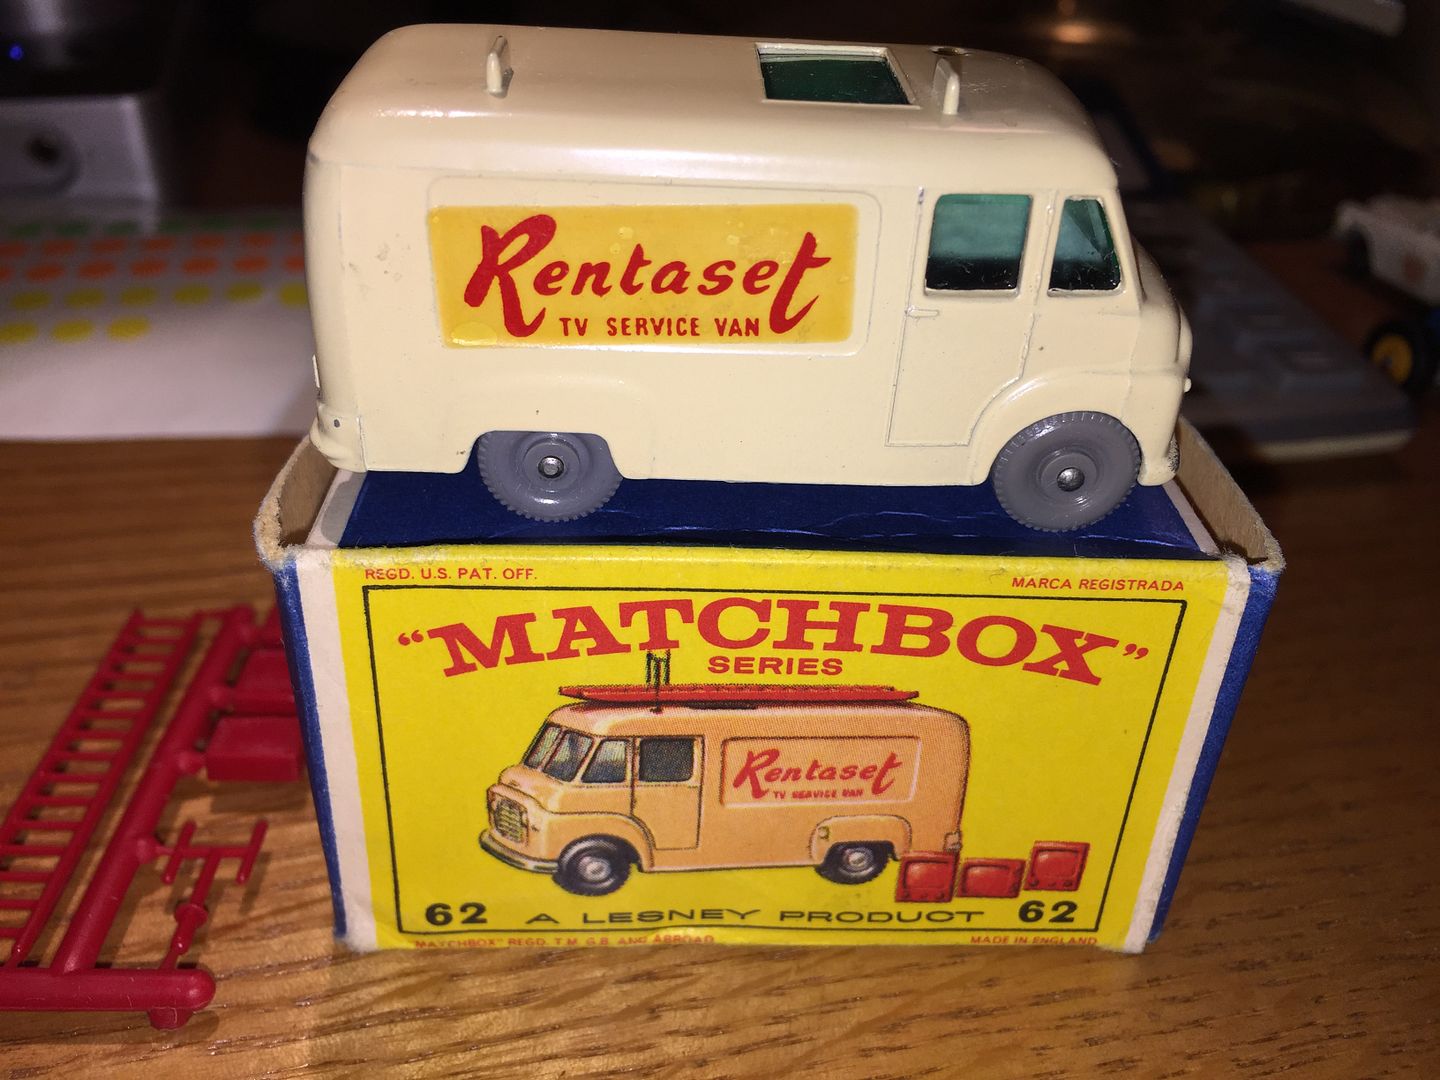 Rentaset
TV SERVICE VAN
REGD. U.S. PAT. OFF.
MARCA REGISTRADA
"MATCHBOX"
SERIES
Rentaset
TV SERVICE VAN
62 A LESNEY PRODUCT 62
"MATCHBOX" REGD. T.M. G.B. AND ABROAD
MADE IN ENGLAND